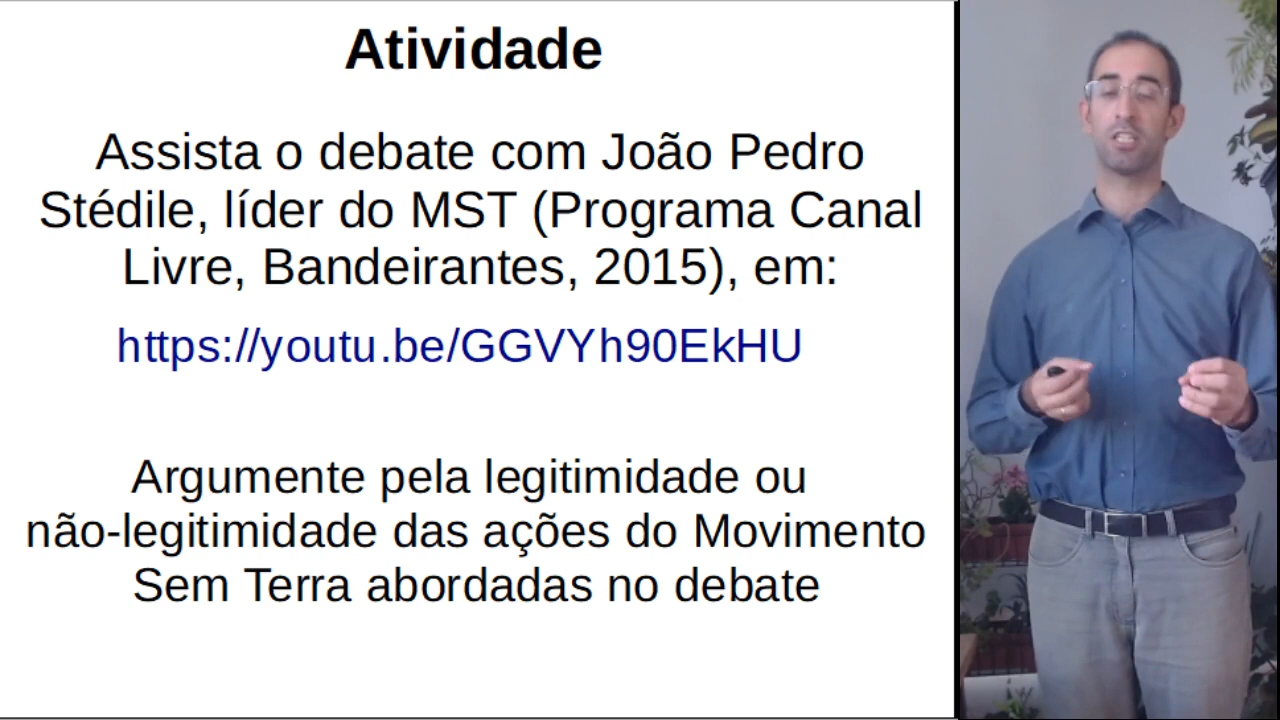 Atividade
Assista o debate com João Pedro
Stédile, líder do MST (Programa Canal
Livre, Bandeirantes, 2015), em:
https://youtu.be/GGVYh90EkHU
Argumente pela legitimidade ou
não-legitimidade das ações do Movimento
Sem Terra abordadas no debate